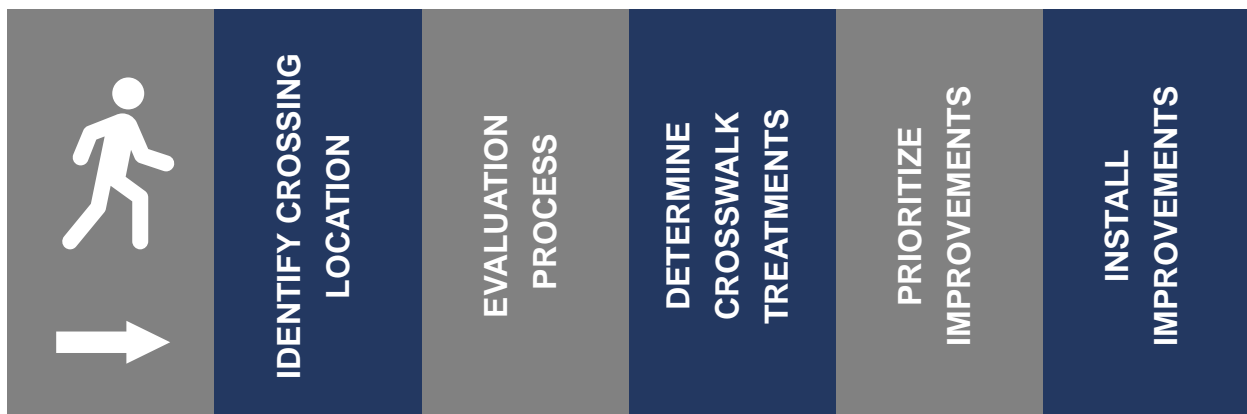 IDENTIFY CROSSING
LOCATION
EVALUATION
PROCESS
DETERMINE
CROSSWALK
TREATMENTS
PRIORITIZE
IMPROVEMENTS
INSTALL
IMPROVEMENTS